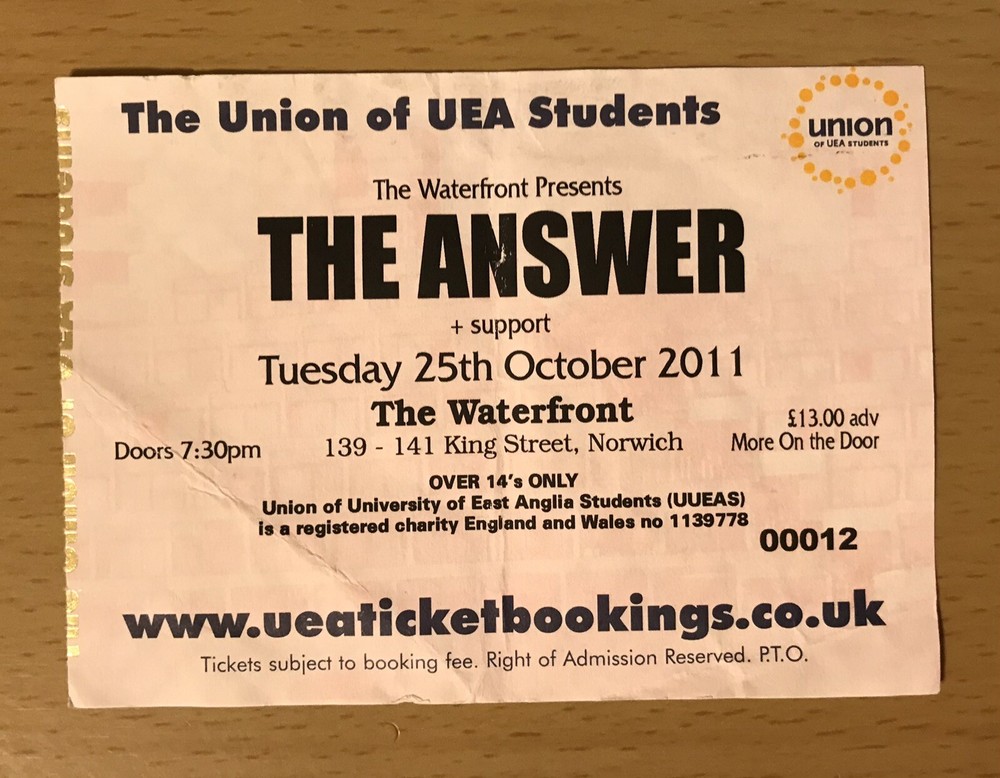 The Union of UEA Students
union
OF UEA STUDENTS
The Waterfront Presents
THE ANSWER
+ support
Tuesday 25th October 2011
The Waterfront
139 - 141 King Street, Norwich
Doors 7:30pm
£13.00 adv
More On the Door
OVER 14's ONLY
Union of University of East Anglia Students (UUEAS)
is a registered charity England and Wales no 1139778
00012
www.ueaticketbookings.co.uk
Tickets subject to booking fee. Right of Admission Reserved. P.T.O.